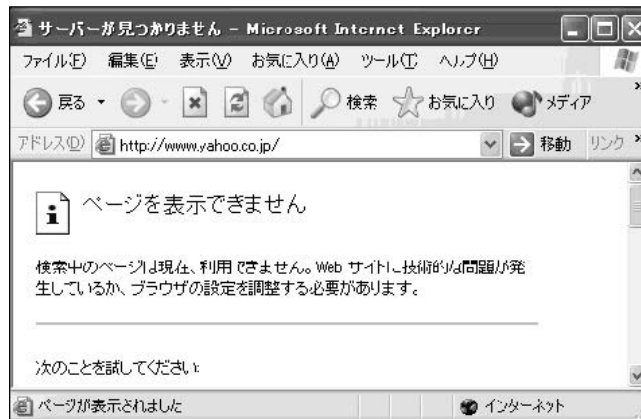 サーバーが見つかりません - Microsoft Internet Explorer
ファイル(F) 編集(E) 表示(V) お気に入り(A) ツール(T) ヘルプ(H)
戻る 検索 お気に入り メディア
アドレス(D) http://www.yahoo.co.jp/ 移動 リンク »
ページを表示できません
検索中のページは現在、利用できません。Web サイトに技術的な問題が発
生しているか、ブラウザの設定を調整する必要があります。
次のことを試してください:
ページが表示されました インターネット